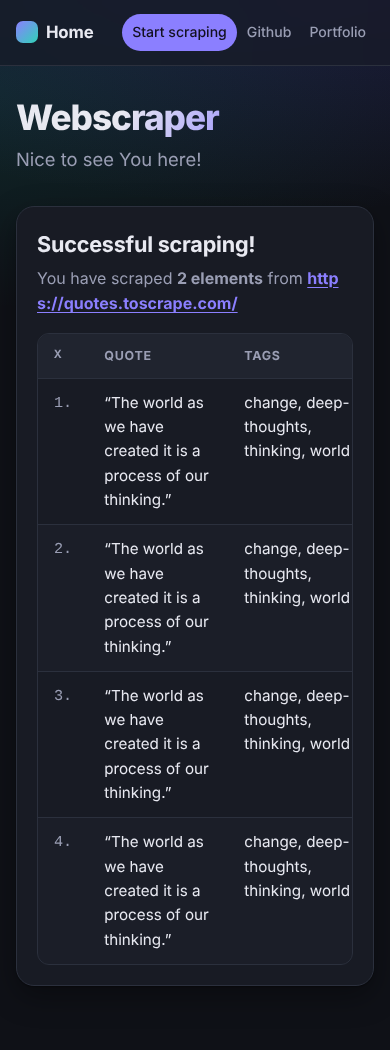 Home Start scraping Github Portfolio
Webscraper
Nice to see You here!
Successful scraping!
You have scraped 2 elements from http
s://quotes.toscrape.com/
X QUOTE TAGS
1. “The world as change, deep-
we have thoughts,
created it is a thinking, world
process of our
thinking.”
2. “The world as change, deep-
we have thoughts,
created it is a thinking, world
process of our
thinking.”
3. “The world as change, deep-
we have thoughts,
created it is a thinking, world
process of our
thinking.”
4. “The world as change, deep-
we have thoughts,
created it is a thinking, world
process of our
thinking.”